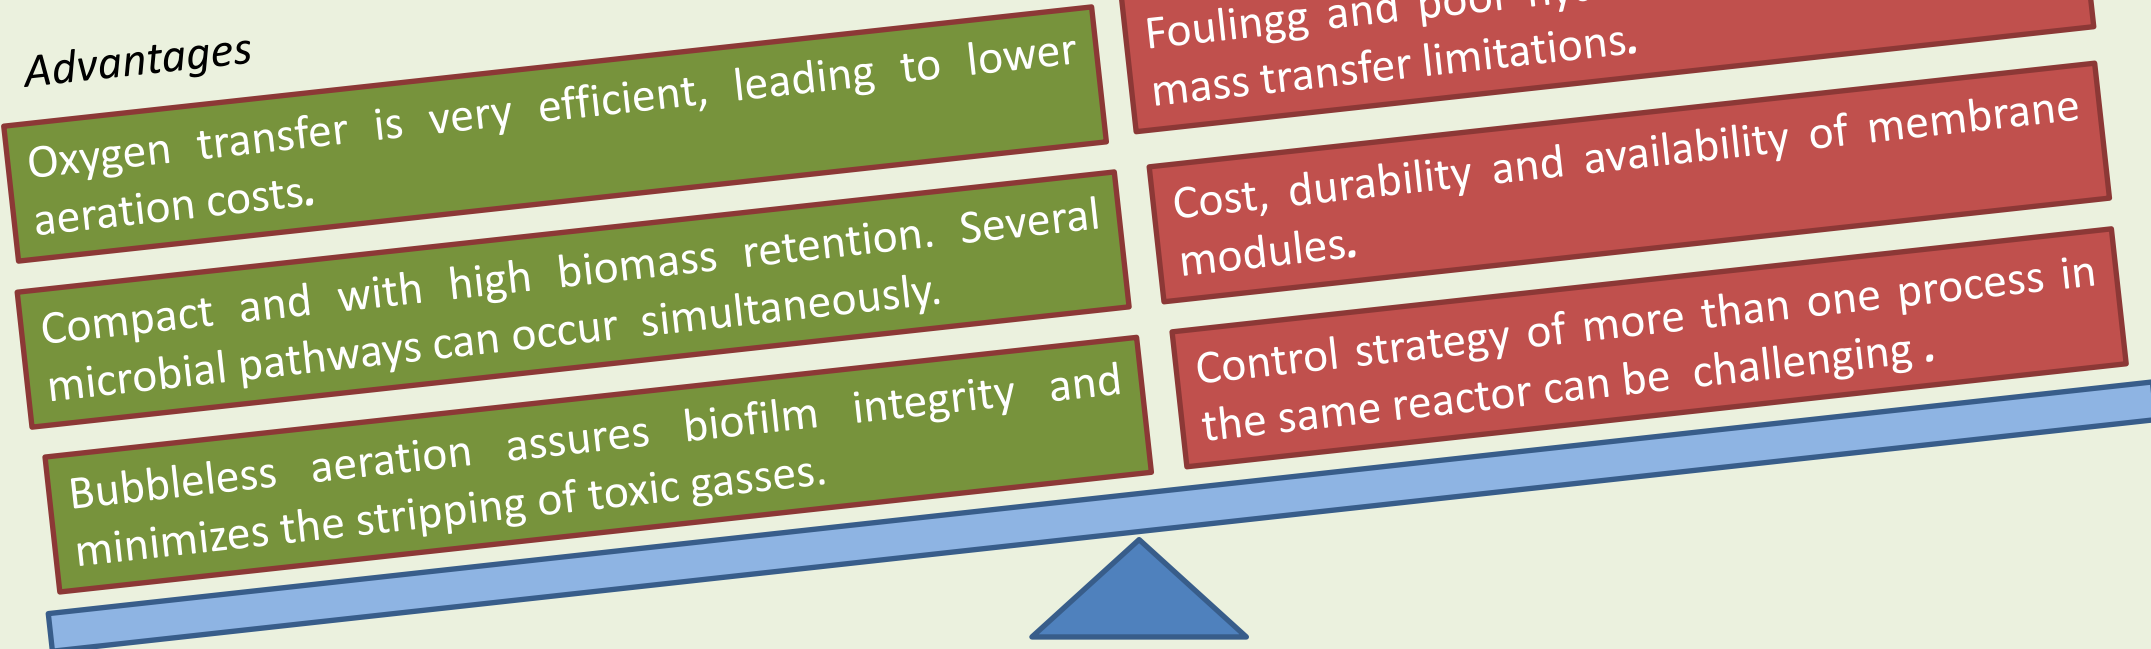 Advantages
Oxygen transfer is very efficient, leading to lower
aeration costs.
Compact and with high biomass retention. Several
microbial pathways can occur simultaneously.
Bubbleless aeration assures biofilm integrity and
minimizes the stripping of toxic gasses.
Foulingg and poor
mass transfer limitations.
Cost, durability and availability of membrane
modules.
Control strategy of more than one process in
the same reactor can be challenging .